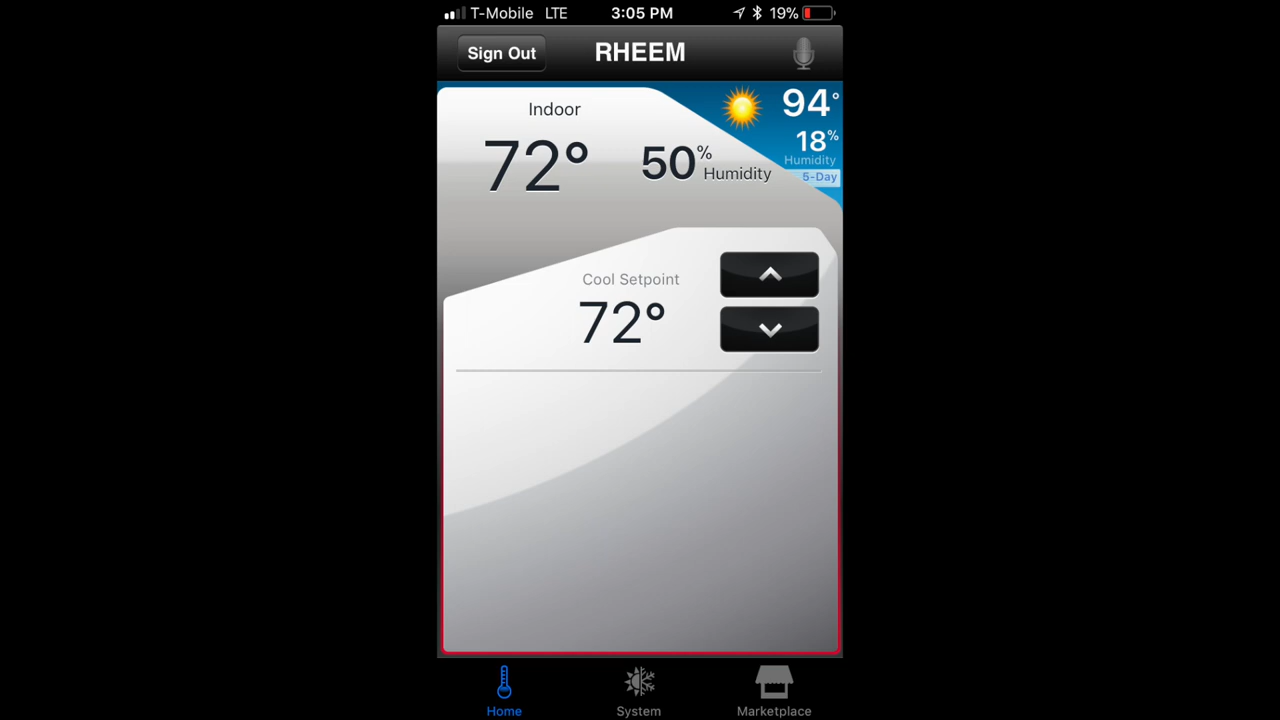 T-Mobile LTE 3:05 PM 19%
Sign Out RHEEM
Indoor
72° 50% Humidity
94°
18%
Humidity
5-Day
Cool Setpoint
72°
Home System Marketplace